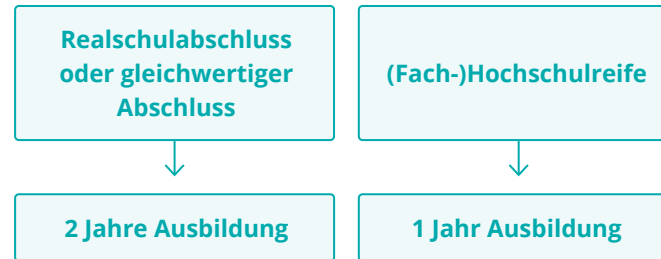 Realschulabschluss
oder gleichwertiger
Abschluss
(Fach-)Hochschulreife
2 Jahre Ausbildung
1 Jahr Ausbildung